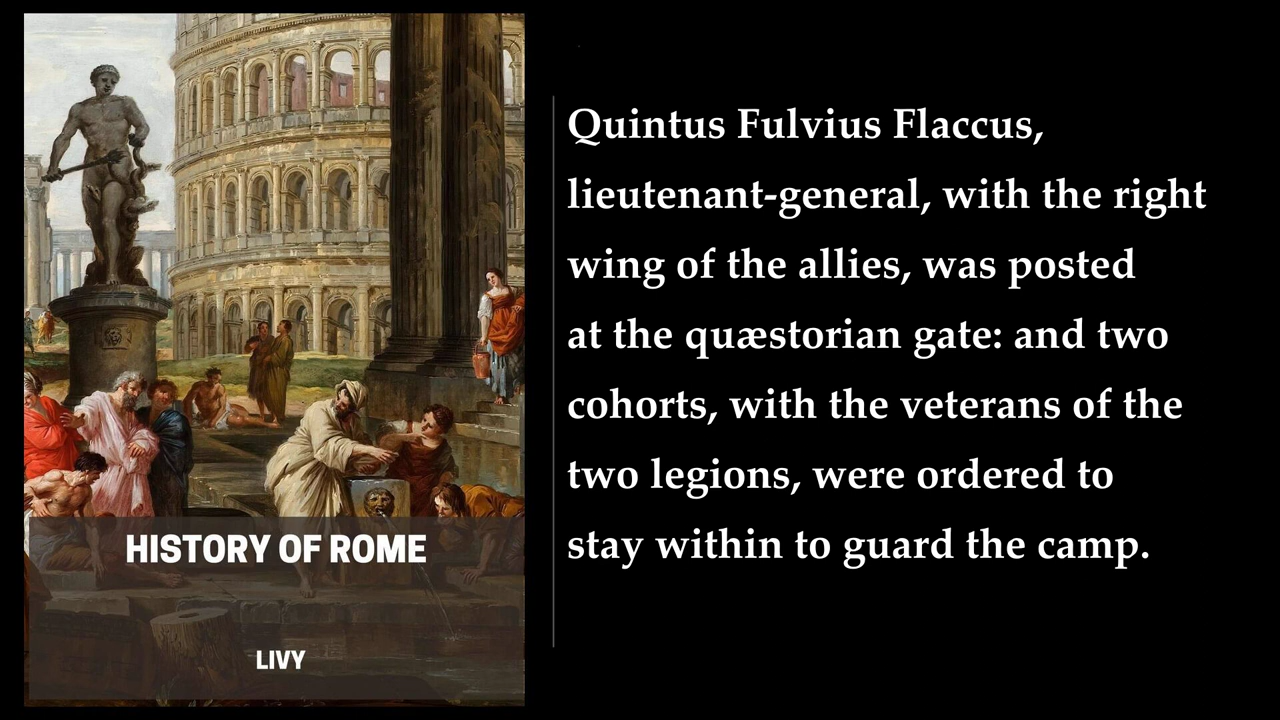 HISTORY OF ROME
LIVY
Quintus Fulvius Flaccus,
lieutenant-general, with the right
wing of the allies, was posted
at the quæstorian gate: and two
cohorts, with the veterans of the
two legions, were ordered to
stay within to guard the camp.